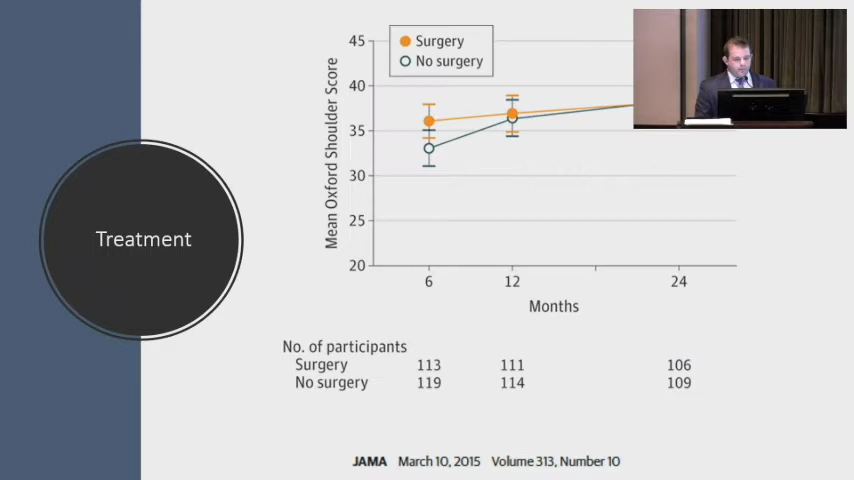 Treatment
Surgery
No surgery
Mean Oxford Shoulder Score
45
40
35
30
25
20
6 12 24
Months
No. of participants
Surgery 113 111 106
No surgery 119 114 109
JAMA March 10, 2015 Volume 313, Number 10